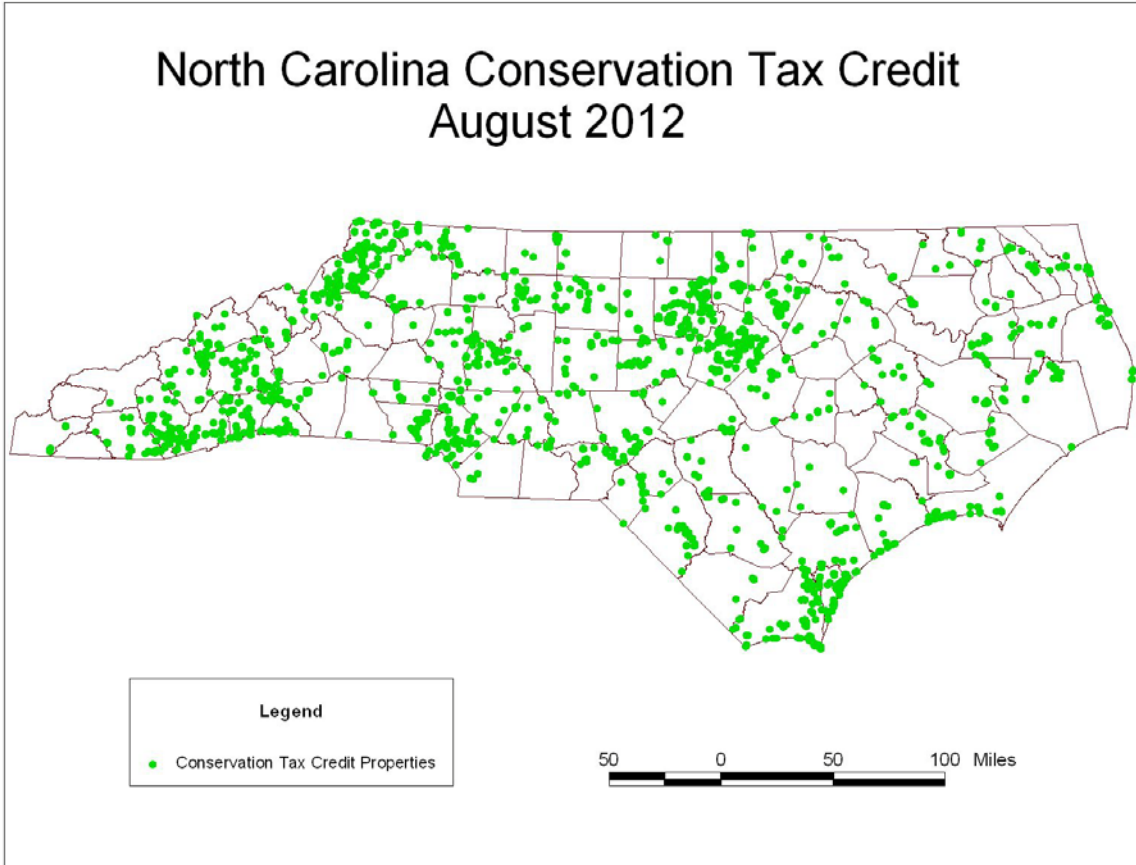 North Carolina Conservation Tax Credit
August 2012
Legend
Conservation Tax Credit Properties
50 0 50 100 Miles